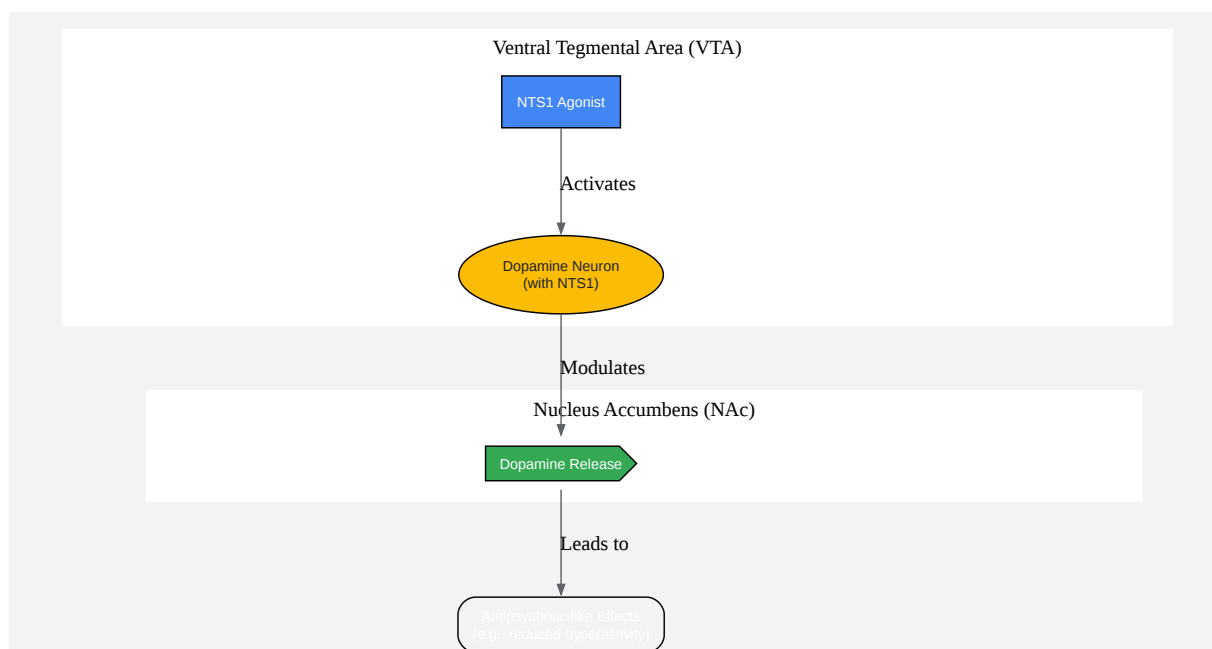 Ventral Tegmental Area (VTA)
NTS1 Agonist
Activates
Dopamine Neuron
(with NTS1)
Modulates
Nucleus Accumbens (NAc)
Dopamine Release
Leads to
Antipsychotic-like Effects
(e.g., reduced hyperactivity)